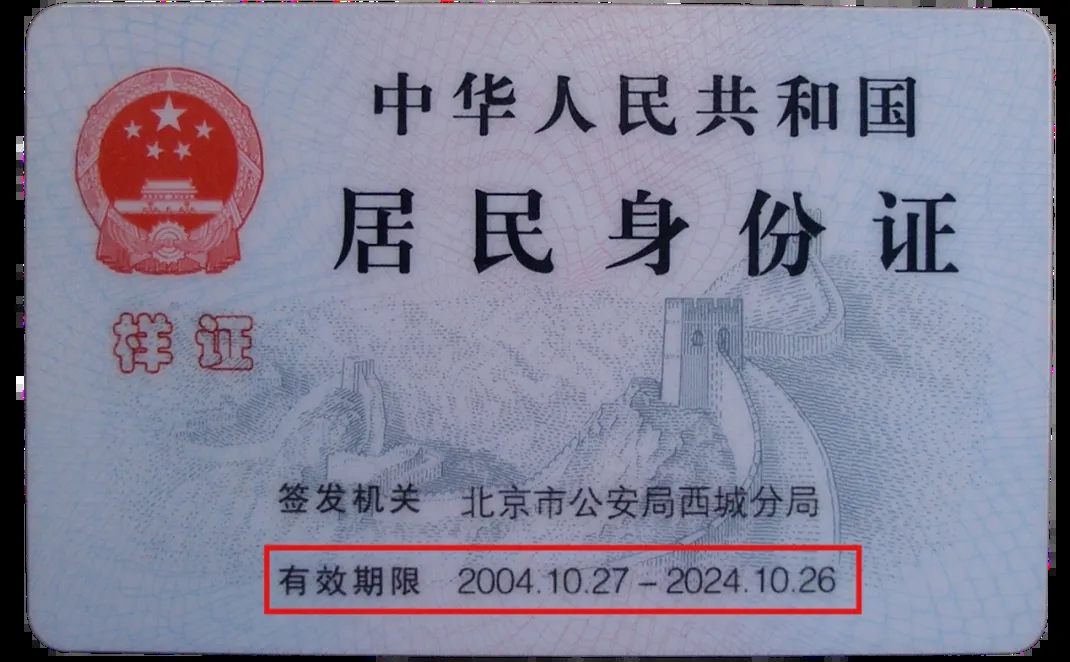 中华人民共和国
居民身份证
样证
签发机关 北京市公安局西城分局
有效期限 2004.10.27 – 2024.10.26